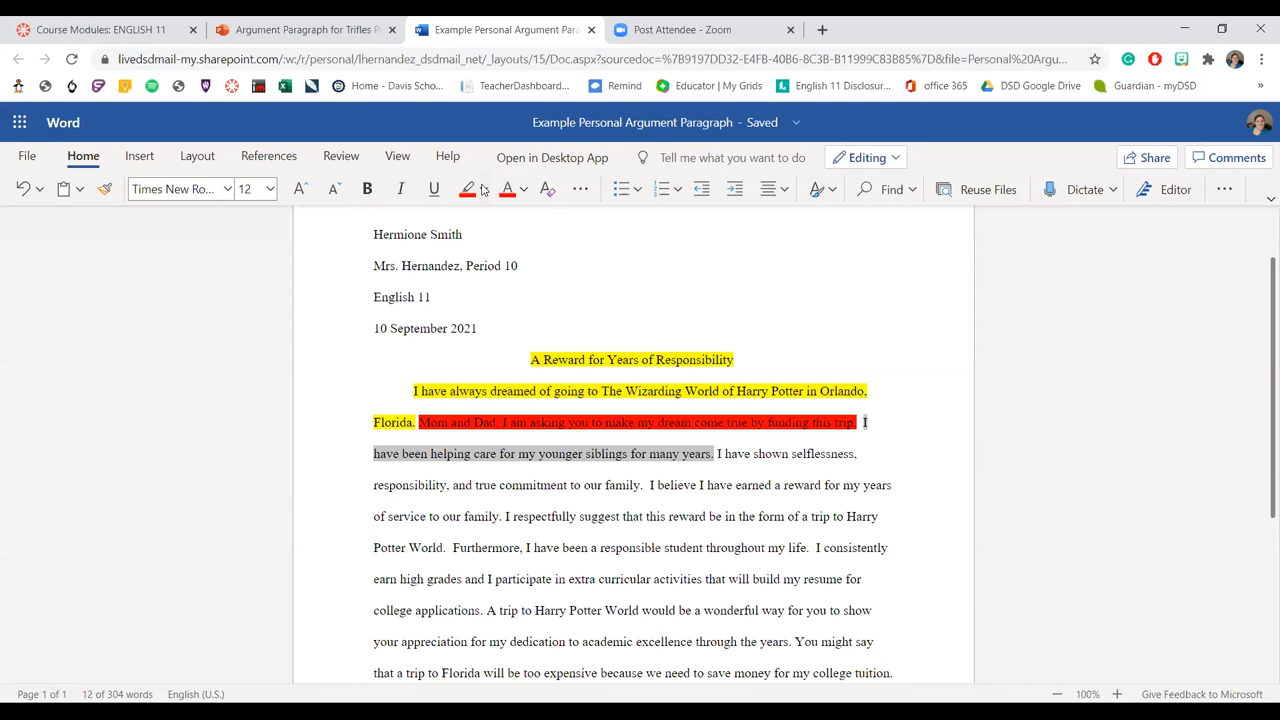 Course Modules: ENGLISH 11
Argument Paragraph for Trifles P
Example Personal Argument Para
Post Attendee - Zoom
livedsdmail-my.sharepoint.com/:w:/r/personal/lhernandez_dsdmail_net/_layouts/15/Doc.aspx?sourcedoc=%7B9197DD32-E4FB-40B6-8C3B-B11999C83B85%7D&file=Personal%20Argu...
Home - Davis Scho...
TeacherDashboard...
Remind
Educator | My Grids
English 11 Disclosur...
office 365
DSD Google Drive
Guardian - myDSD
Word
Example Personal Argument Paragraph - Saved
File Home Insert Layout References Review View Help Open in Desktop App Tell me what you want to do Editing Share Comments
Times New Ro... 12 A A B I U A A Find Reuse Files Dictate Editor
Hermione Smith
Mrs. Hernandez, Period 10
English 11
10 September 2021
A Reward for Years of Responsibility
I have always dreamed of going to The Wizarding World of Harry Potter in Orlando,
Florida. Mom and Dad, I am asking you to make my dream come true by funding this trip. I
have been helping care for my younger siblings for many years. I have shown selflessness,
responsibility, and true commitment to our family. I believe I have earned a reward for my years
of service to our family. I respectfully suggest that this reward be in the form of a trip to Harry
Potter World. Furthermore, I have been a responsible student throughout my life. I consistently
earn high grades and I participate in extra curricular activities that will build my resume for
college applications. A trip to Harry Potter World would be a wonderful way for you to show
your appreciation for my dedication to academic excellence through the years. You might say
that a trip to Florida will be too expensive because we need to save money for my college tuition.
Page 1 of 1 12 of 304 words English (U.S.) 100% Give Feedback to Microsoft